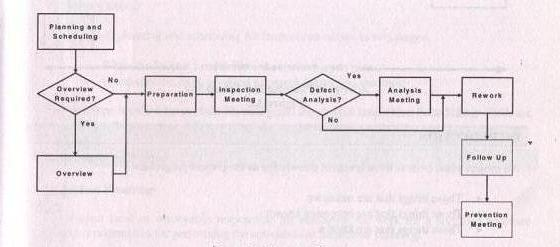 Planning and
Scheduling
Overview
Required?
No
Yes
Overview
Preparation
Inspection
Meeting
Defect
Analysis?
Yes
No
Analysis
Meeting
Rework
Follow Up
Prevention
Meeting